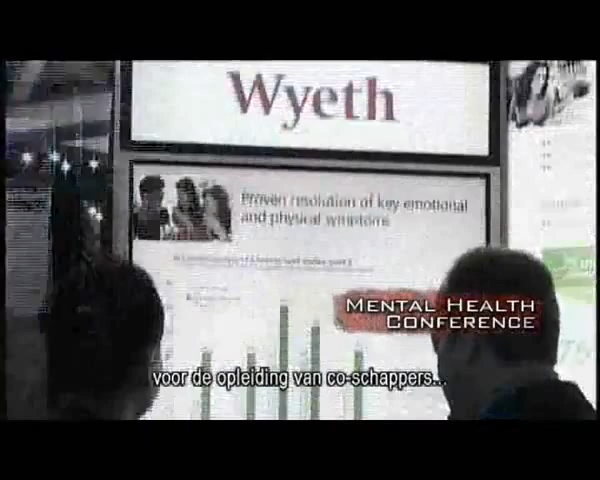 Wyeth
Proven resolution of key emotional
and physical symptoms
MENTAL HEALTH
CONFERENCE
voor de opleiding van co-schappers...